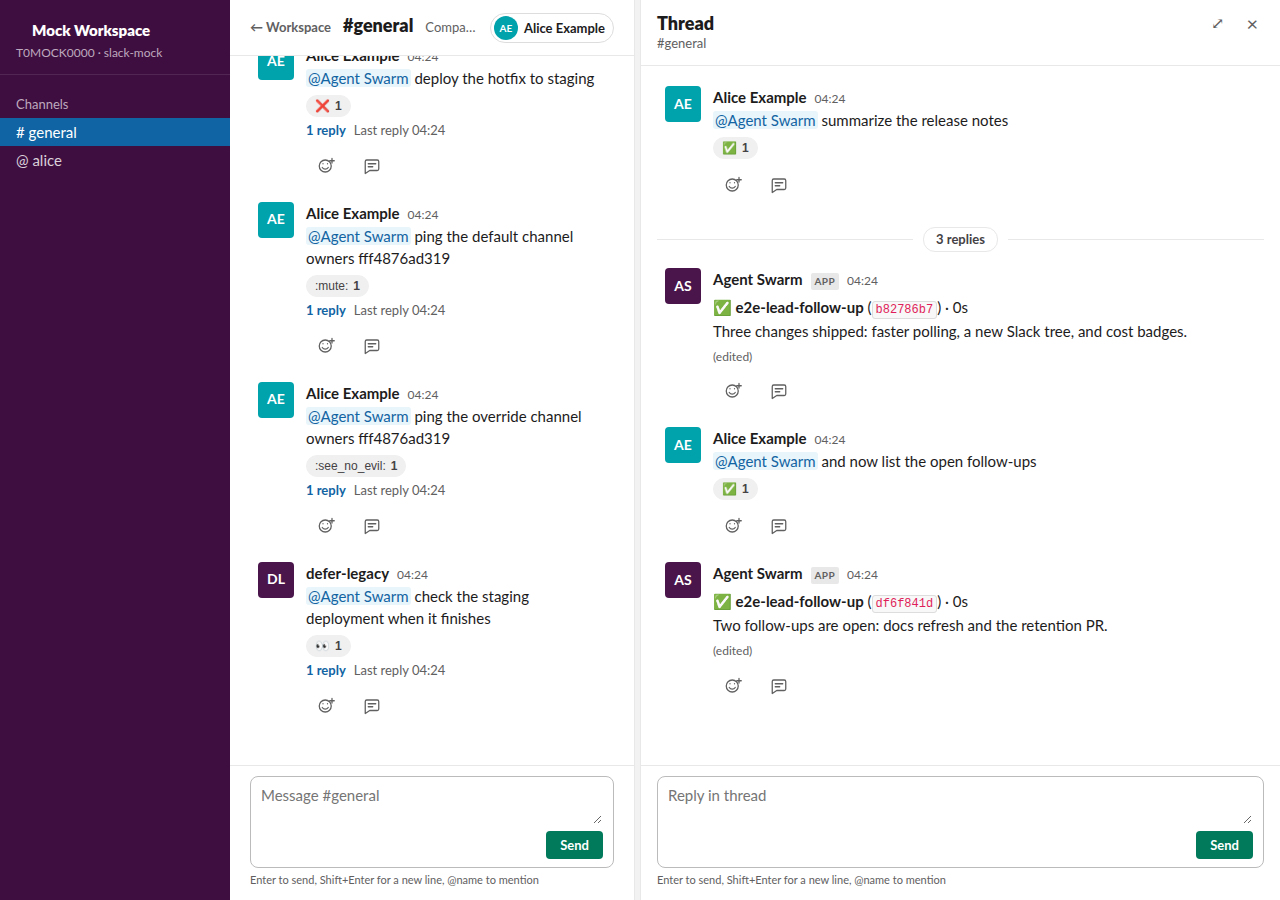 Mock Workspace
T0MOCK0000 · slack-mock
Channels
# general
@ alice
← Workspace #general Compa... AE Alice Example
AE Alice Example 04:24
@Agent Swarm deploy the hotfix to staging
❌ 1
1 reply Last reply 04:24
AE Alice Example 04:24
@Agent Swarm ping the default channel
owners fff4876ad319
:mute: 1
1 reply Last reply 04:24
AE Alice Example 04:24
@Agent Swarm ping the override channel
owners fff4876ad319
:see_no_evil: 1
1 reply Last reply 04:24
DL defer-legacy 04:24
@Agent Swarm check the staging
deployment when it finishes
👀 1
1 reply Last reply 04:24
Message #general
Send
Enter to send, Shift+Enter for a new line, @name to mention
Thread
#general
AE Alice Example 04:24
@Agent Swarm summarize the release notes
✅ 1
3 replies
AS Agent Swarm APP 04:24
✅ e2e-lead-follow-up (b82786b7) · 0s
Three changes shipped: faster polling, a new Slack tree, and cost badges.
(edited)
AE Alice Example 04:24
@Agent Swarm and now list the open follow-ups
✅ 1
AS Agent Swarm APP 04:24
✅ e2e-lead-follow-up (df6f841d) · 0s
Two follow-ups are open: docs refresh and the retention PR.
(edited)
Reply in thread
Send
Enter to send, Shift+Enter for a new line, @name to mention